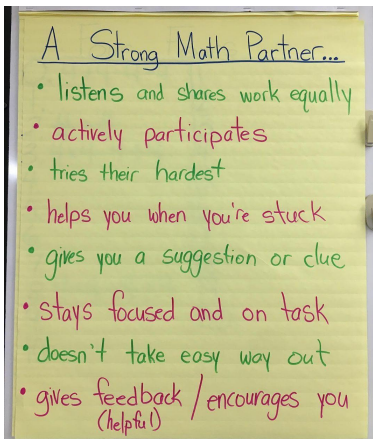 A Strong Math Partner...
• listens and shares work equally
• actively participates
• tries their hardest
• helps you when you're stuck
• gives you a suggestion or clue
• stays focused and on task
• doesn't take easy way out
• gives feedback / encourages you
(helpful)